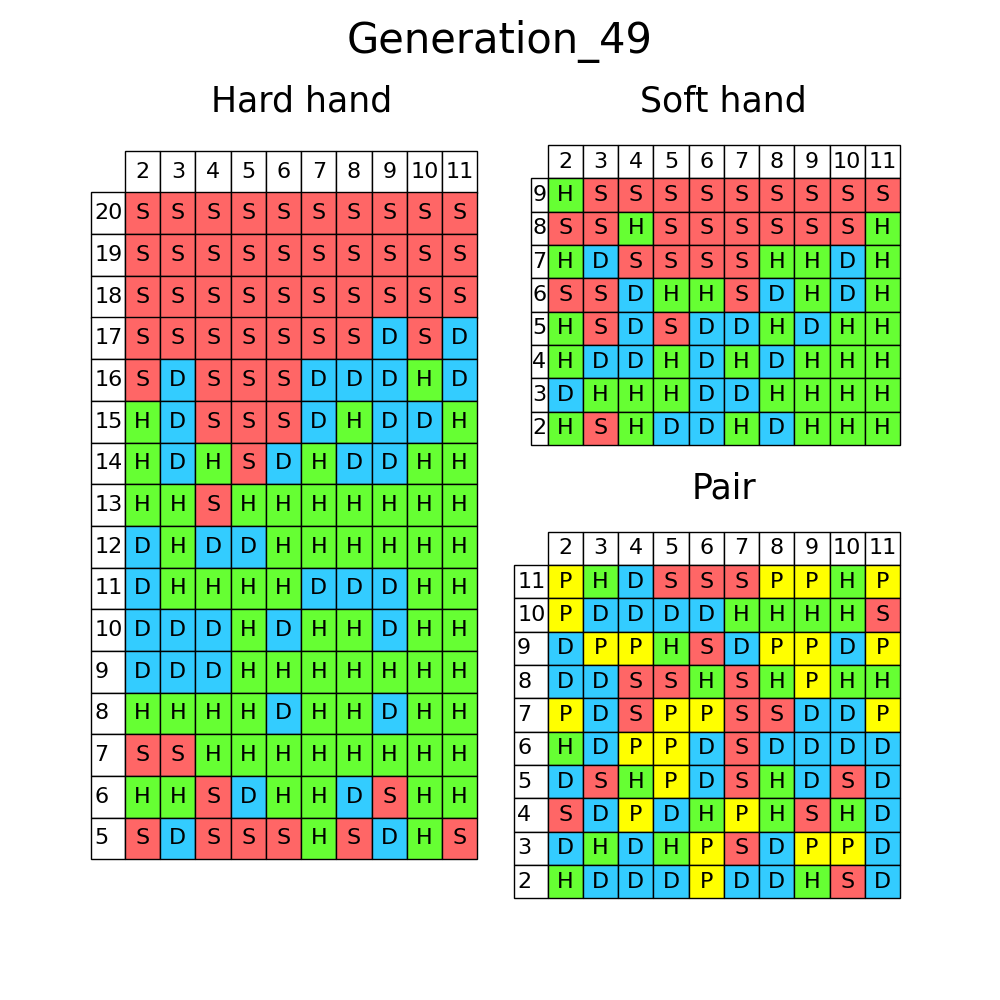 Generation_49
Hard hand
2 3 4 5 6 7 8 9 10 11
20 S S S S S S S S S S
19 S S S S S S S S S S
18 S S S S S S S S S S
17 S S S S S S S D S D
16 S D S S S D D D H D
15 H D S S S D H D D H
14 H D H S D H D D H H
13 H H S H H H H H H H
12 D H D D H H H H H H
11 D H H H H D D D H H
10 D D D H D H H D H H
9 D D D H H H H H H H
8 H H H H D H H D H H
7 S S H H H H H H H H
6 H H S D H H D S H H
5 S D S S S H S D H S
Soft hand
2 3 4 5 6 7 8 9 10 11
9 H S S S S S S S S S
8 S S H S S S S S S H
7 H D S S S S H H D H
6 S S D H H S D H D H
5 H S D S D D H D H H
4 H D D H D H D H H H
3 D H H H D D H H H H
2 H S H D D H D H H H
Pair
2 3 4 5 6 7 8 9 10 11
11 P H D S S S P P H P
10 P D D D D H H H H S
9 D P P H S D P P D P
8 D D S S H S H P H H
7 P D S P P S S D D P
6 H D P P D S D D D D
5 D S H P D S H D S D
4 S D P D H P H S H D
3 D H D H P S D P P D
2 H D D D P D D H S D